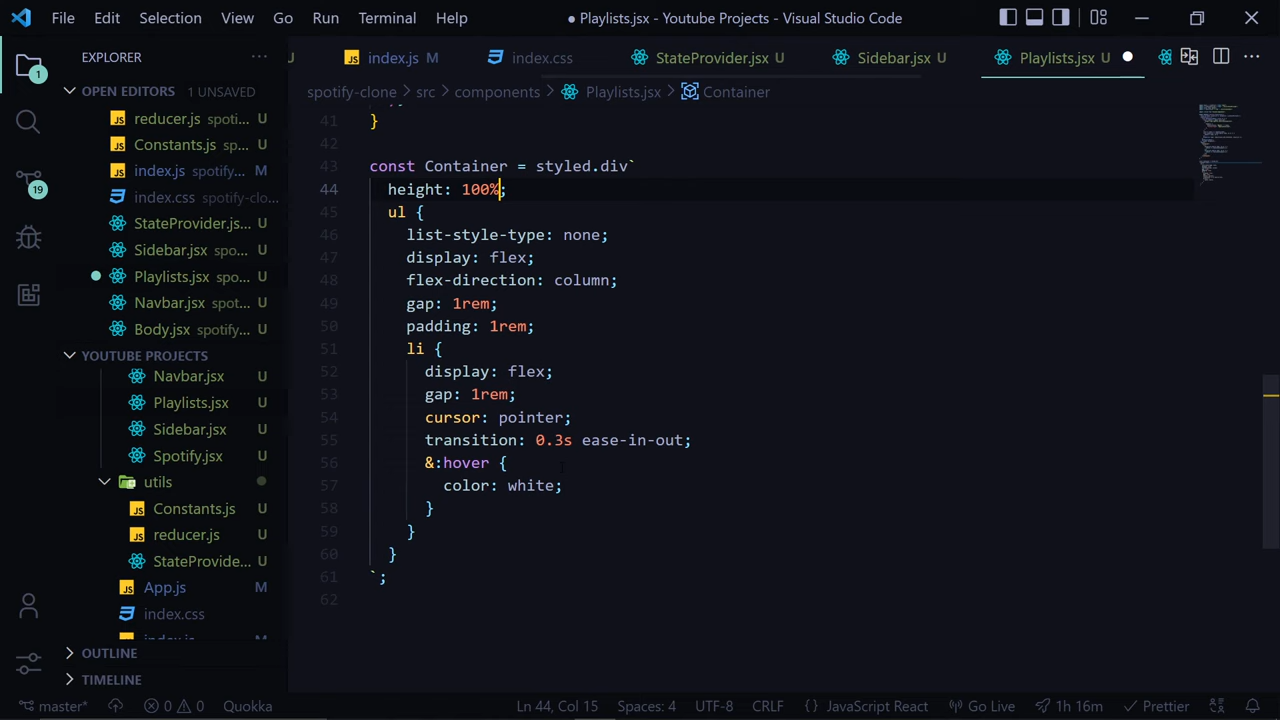 File Edit Selection View Go Run Terminal Help ● Playlists.jsx - Youtube Projects - Visual Studio Code
EXPLORER ···
U index.js M index.css StateProvider.jsx U Sidebar.jsx U Playlists.jsx U
1
OPEN EDITORS 1 UNSAVED
spotify-clone > src > components > Playlists.jsx > Container
reducer.js spoti... U
Constants.js sp... U
index.js spotify... M
index.css spotify-clo...
StateProvider.js... U
Sidebar.jsx spo... U
Playlists.jsx spo... U
Navbar.jsx spot... U
Body.jsx spotify... U
19
YOUTUBE PROJECTS
Navbar.jsx U
Playlists.jsx U
Sidebar.jsx U
Spotify.jsx U
utils
Constants.js U
reducer.js U
StateProvide... U
App.js M
index.css
index.js M
OUTLINE
TIMELINE
41 }
42
43 const Container = styled.div`
44 height: 100%;
45 ul {
46 list-style-type: none;
47 display: flex;
48 flex-direction: column;
49 gap: 1rem;
50 padding: 1rem;
51 li {
52 display: flex;
53 gap: 1rem;
54 cursor: pointer;
55 transition: 0.3s ease-in-out;
56 &:hover {
57 color: white;
58 }
59 }
60 }
61 `;
62
master* 0 0 Quokka Ln 44, Col 15 Spaces: 4 UTF-8 CRLF {} JavaScript React Go Live 1h 16m Prettier